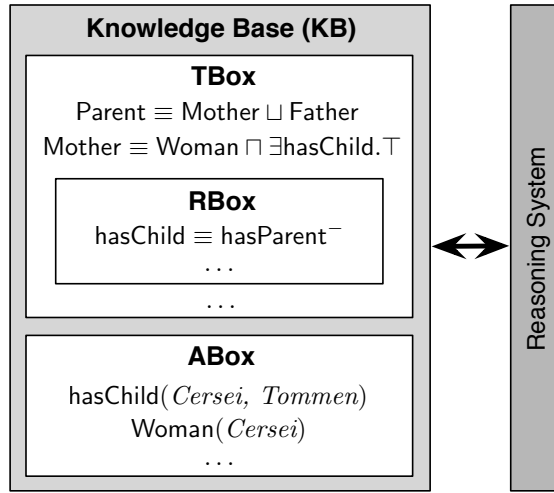 Knowledge Base (KB)
TBox
Parent ≡ Mother ⊔ Father
Mother ≡ Woman ⊓ ∃hasChild.⊤
RBox
hasChild ≡ hasParent⁻
...
...
ABox
hasChild(Cersei, Tommen)
Woman(Cersei)
...
Reasoning System